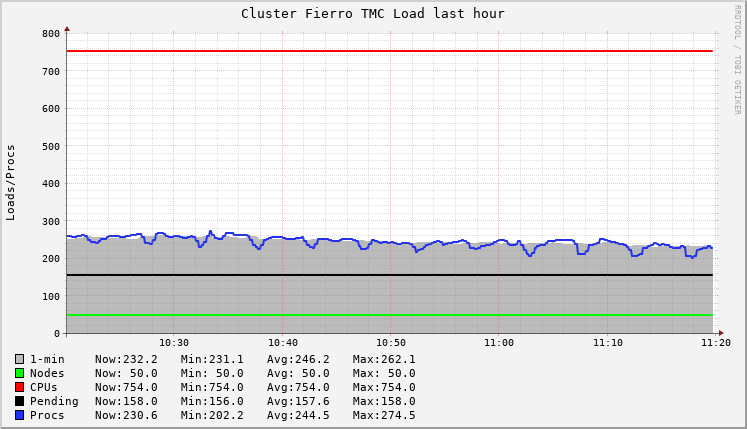 Cluster Fierro TMC Load last hour
RRDTOOL / TOBI OETIKER
Loads/Procs
800
700
600
500
400
300
200
100
0
10:30 10:40 10:50 11:00 11:10 11:20
1-min Now:232.2 Min:231.1 Avg:246.2 Max:262.1
Nodes Now: 50.0 Min: 50.0 Avg: 50.0 Max: 50.0
CPUs Now:754.0 Min:754.0 Avg:754.0 Max:754.0
Pending Now:158.0 Min:156.0 Avg:157.6 Max:158.0
Procs Now:230.6 Min:202.2 Avg:244.5 Max:274.5